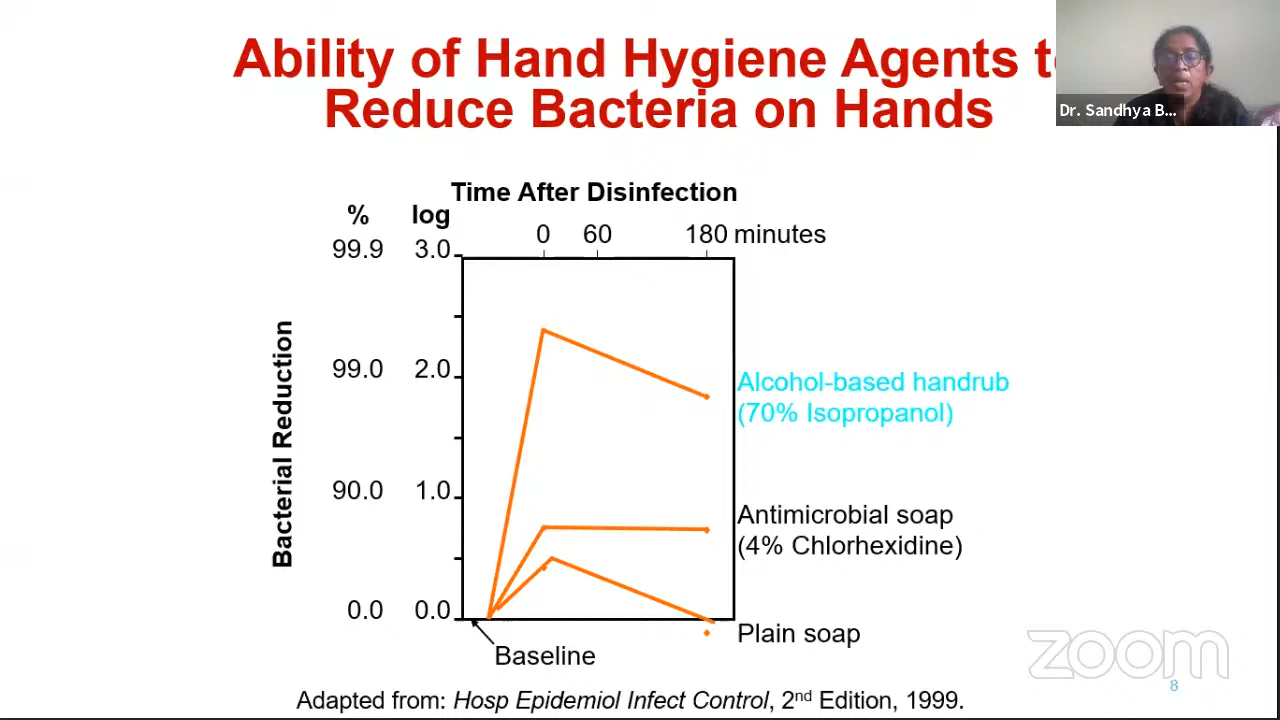 Ability of Hand Hygiene Agents t
Reduce Bacteria on Hands
Dr. Sandhya B...
Time After Disinfection
% log
0 60 180 minutes
99.9 3.0
99.0 2.0
90.0 1.0
0.0 0.0
Bacterial Reduction
Alcohol-based handrub
(70% Isopropanol)
Antimicrobial soap
(4% Chlorhexidine)
Plain soap
Baseline
zoom
8
Adapted from: Hosp Epidemiol Infect Control, 2nd Edition, 1999.